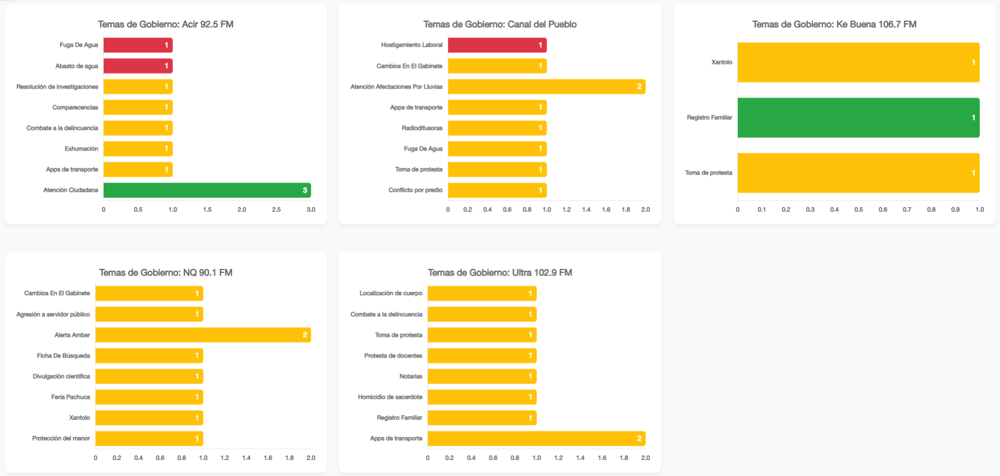 Temas de Gobierno: Acir 92.5 FM
Fuga De Agua 1
Abasto de agua 1
Resolución de investigaciones 1
Comparecencias 1
Combate a la delincuencia 1
Exhumación 1
Apps de transporte 1
Atención Ciudadana 3
0 0.5 1.0 1.5 2.0 2.5 3.0
Temas de Gobierno: Canal del Pueblo
Hostigamiento Laboral 1
Cambios En El Gabinete 1
Atención Afectaciones Por Lluvias 2
Apps de transporte 1
Radiodifusoras 1
Fuga De Agua 1
Toma de protesta 1
Conflicto por predio 1
0 0.2 0.4 0.6 0.8 1.0 1.2 1.4 1.6 1.8 2.0
Temas de Gobierno: Ke Buena 106.7 FM
Xantolo 1
Registro Familiar 1
Toma de protesta 1
0 0.1 0.2 0.3 0.4 0.5 0.6 0.7 0.8 0.9 1.0
Temas de Gobierno: NQ 90.1 FM
Cambios En El Gabinete 1
Agresión a servidor público 1
Alerta Amber 2
Ficha De Búsqueda 1
Divulgación científica 1
Feria Pachuca 1
Xantolo 1
Protección del menor 1
0 0.2 0.4 0.6 0.8 1.0 1.2 1.4 1.6 1.8 2.0
Temas de Gobierno: Ultra 102.9 FM
Localización de cuerpo 1
Combate a la delincuencia 1
Toma de protesta 1
Protesta de docentes 1
Notarías 1
Homicidio de sacerdote 1
Registro Familiar 1
Apps de transporte 2
0 0.2 0.4 0.6 0.8 1.0 1.2 1.4 1.6 1.8 2.0